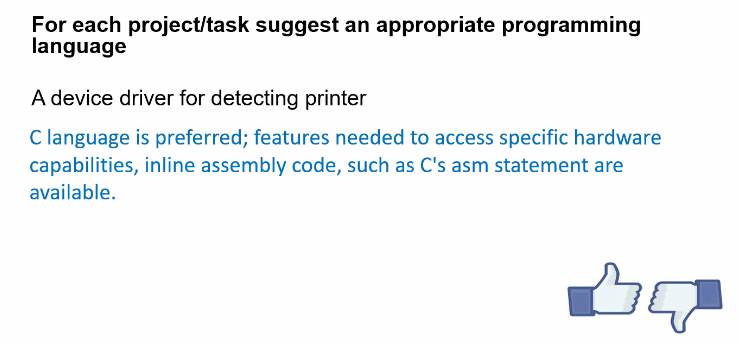 For each project/task suggest an appropriate programming
language
A device driver for detecting printer
C language is preferred; features needed to access specific hardware
capabilities, inline assembly code, such as C's asm statement are
available.